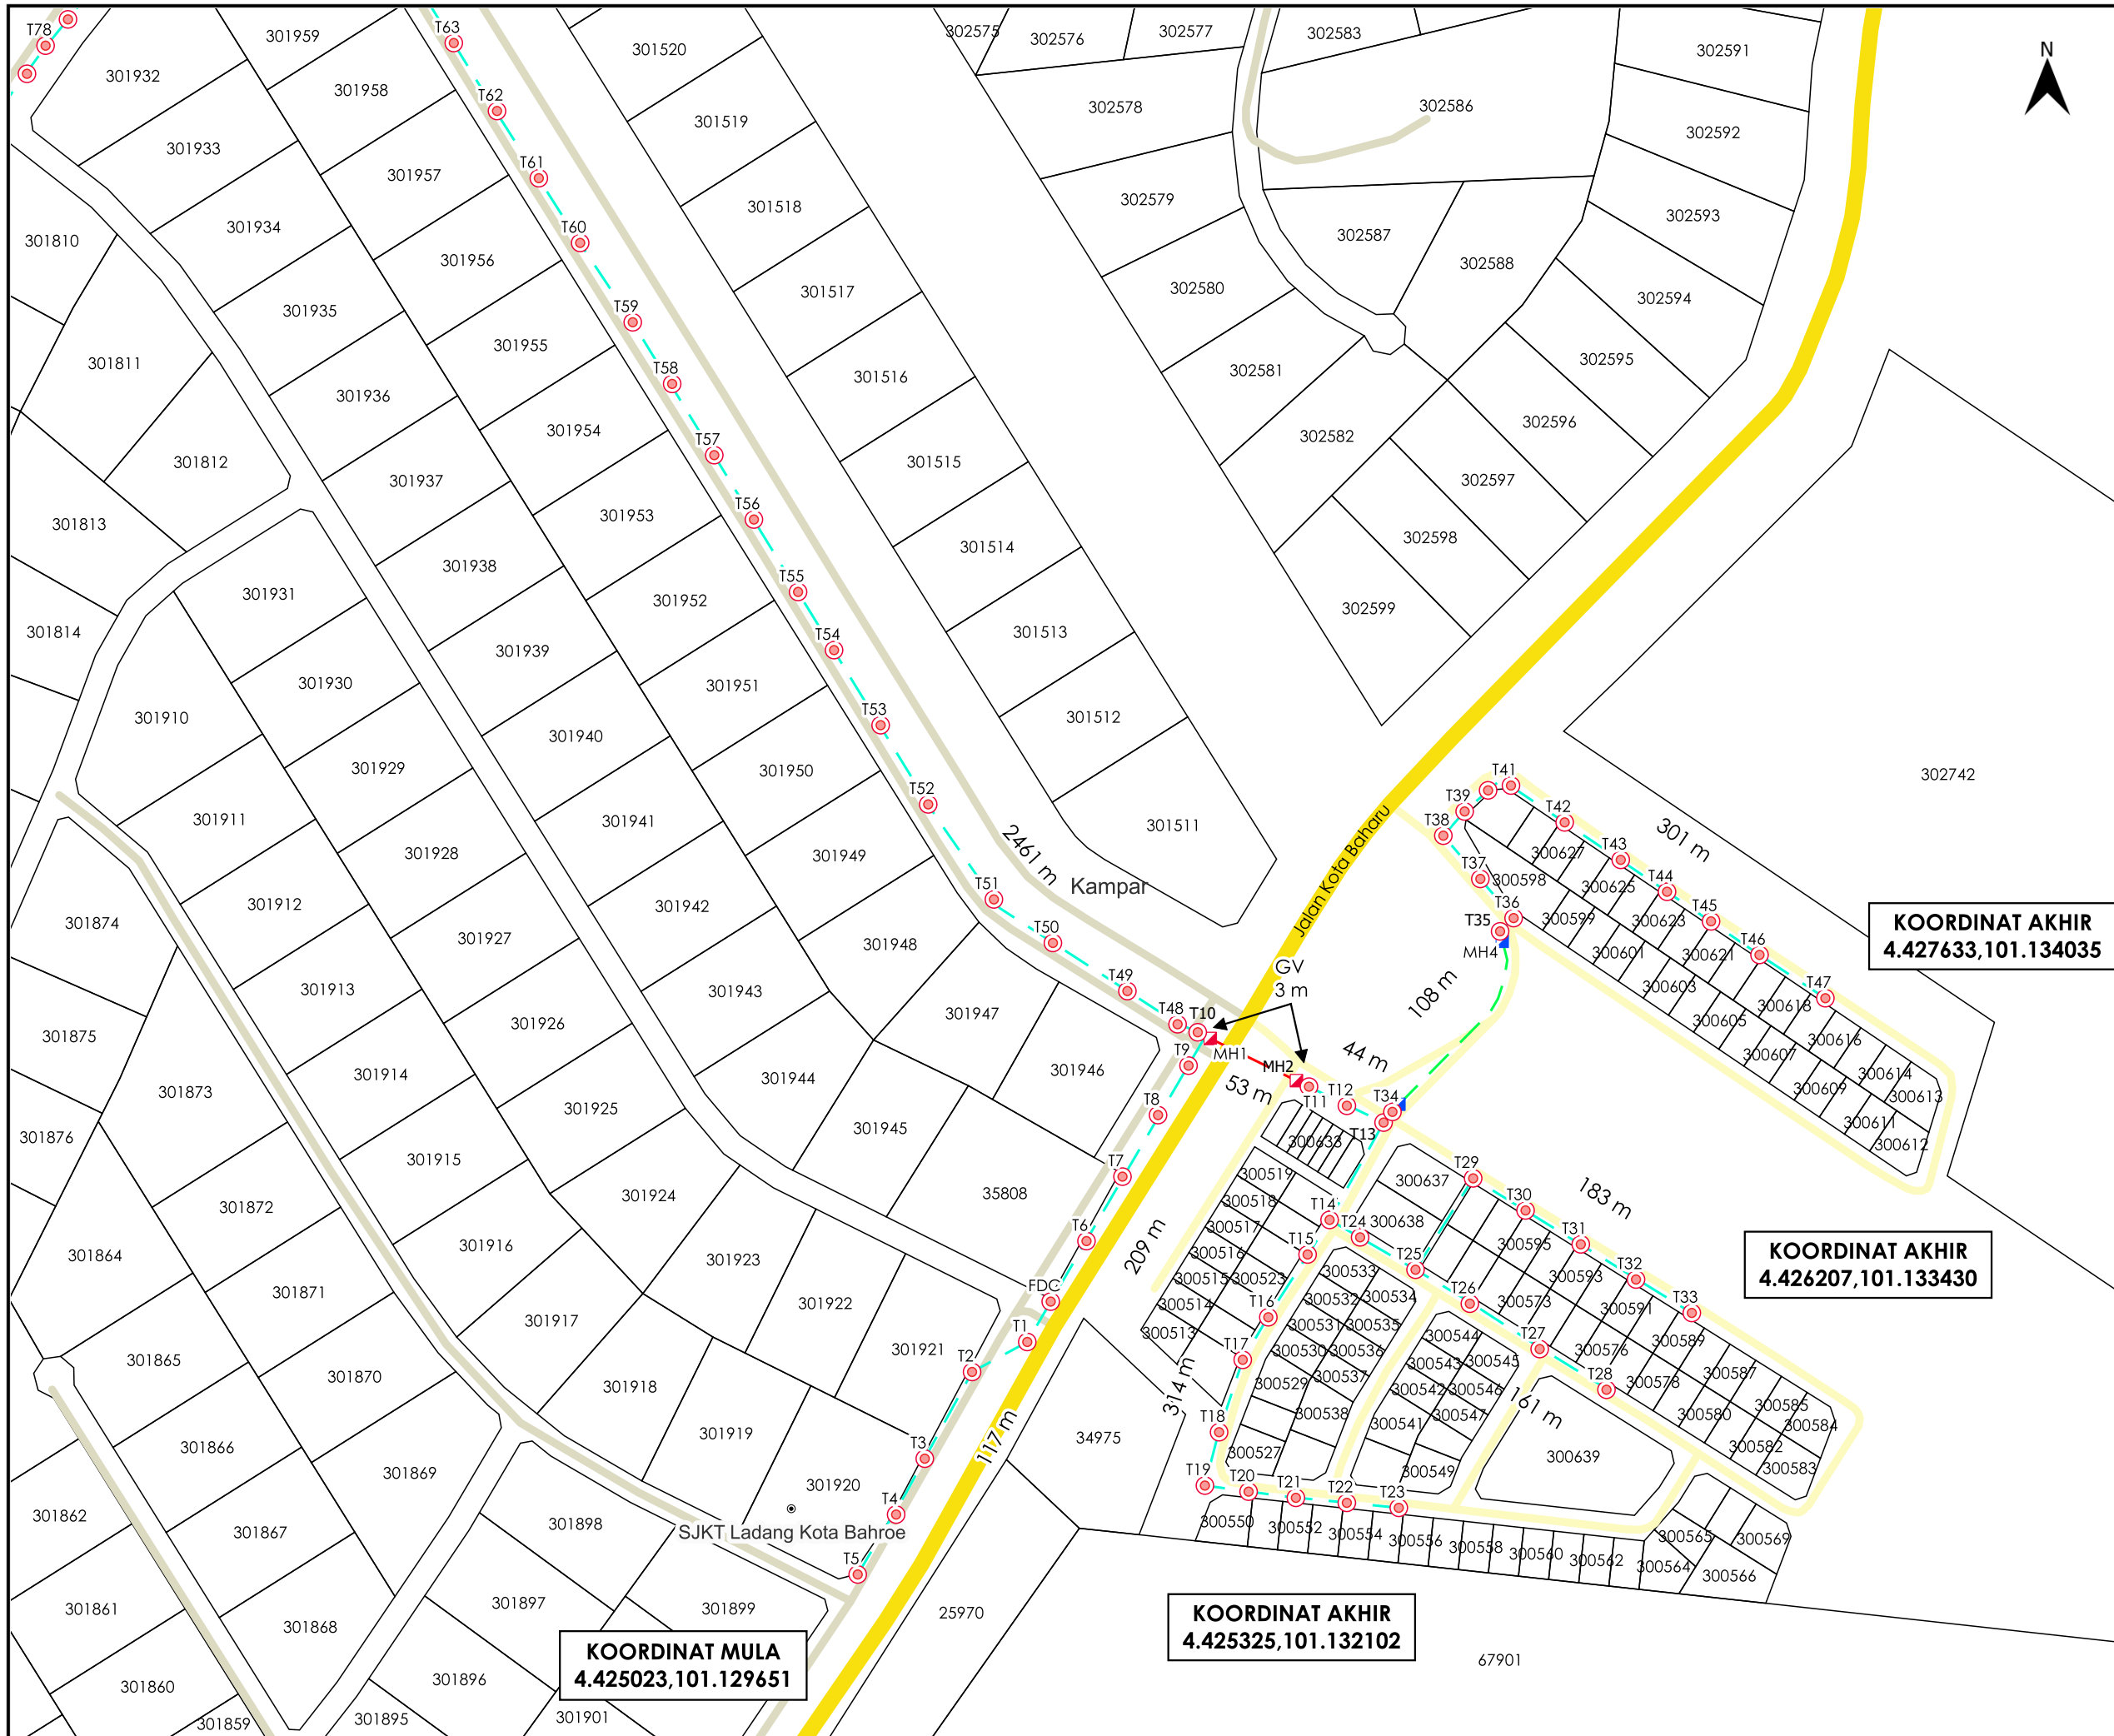 T78
T63
T62
T61
T60
T59
T58
T57
T56
T55
T54
T53
T52
T51
T50
T49
T48
T10
T9
T8
T7
T6
FDC
T1
T2
T3
T4
T5
N
301959
301932
301958
301933
301957
301934
301956
301810
301935
301955
301811
301936
301954
301812
301937
301953
301813
301938
301952
301931
301814
301939
301951
301930
301910
301940
301950
301929
301911
301941
301949
301928
301912
301942
301948
301927
301874
301913
301943
301947
301926
301875
301914
301944
301946
301873
301925
301945
301876
301915
301924
35808
301872
301916
301923
301864
301871
301917
301922
301921
301865
301870
301918
301919
301866
301869
301920
301862
301867
301898
301861
301868
301897
301899
301860
301896
301859
301895
301901
301520
301519
301518
301517
301516
301515
301514
301513
301512
301511
302575
302576
302577
302578
302579
302580
302581
302582
302583
302586
302587
302588
302591
302592
302593
302594
302595
302596
302597
302598
302599
302742
2461 m
Kampar
Jalan Kota Baharu
GV
3 m
MH1
MH2
53 m
44 m
108 m
MH4
209 m
117 m
314 m
301 m
183 m
161 m
T11
T12
T13
T34
T35
T36
T37
T38
T39
T41
T42
T43
T44
T45
T46
T47
300598
300627
300625
300599
300623
300601
300621
300603
300618
300605
300616
300607
300614
300609
300613
300611
300612
KOORDINAT AKHIR
4.427633,101.134035
300633
300519
300518
300517
300516
300515
300523
300514
300513
T14
T15
T16
T17
T18
T19
T20
T21
T22
T23
T24
T25
T26
T27
T28
T29
T30
T31
T32
T33
300637
300638
300595
300593
300573
300591
300576
300589
300578
300587
300580
300585
300584
300582
300583
300533
300532
300534
300531
300535
300530
300536
300529
300537
300538
300527
300544
300543
300545
300542
300546
300541
300547
300549
300639
300550
300552
300554
300556
300558
300560
300562
300564
300565
300569
300566
KOORDINAT AKHIR
4.426207,101.133430
34975
25970
67901
SJKT Ladang Kota Bahroe
KOORDINAT MULA
4.425023,101.129651
KOORDINAT AKHIR
4.425325,101.132102